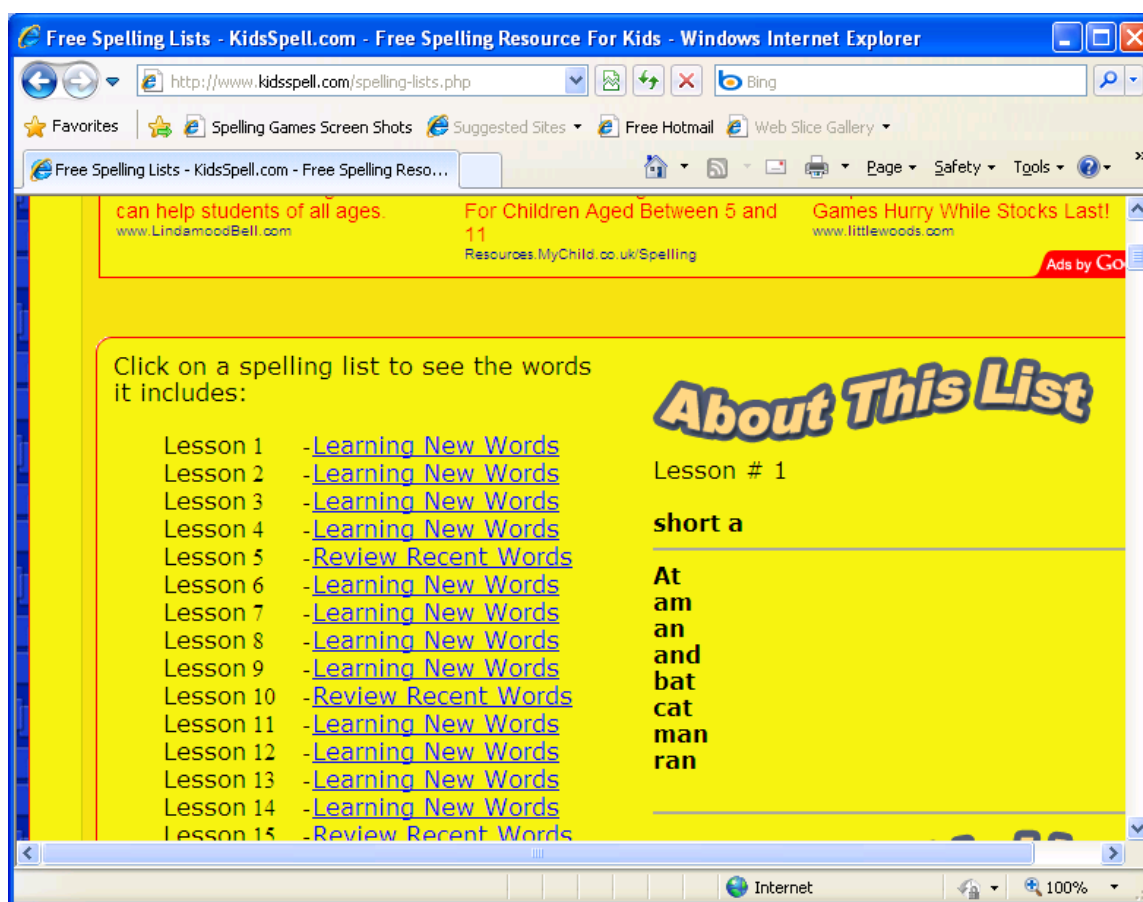 Free Spelling Lists - KidsSpell.com - Free Spelling Resource For Kids - Windows Internet Explorer
http://www.kidsspell.com/spelling-lists.php
Bing
Favorites Spelling Games Screen Shots Suggested Sites Free Hotmail Web Slice Gallery
Free Spelling Lists - KidsSpell.com - Free Spelling Reso... Page Safety Tools
can help students of all ages.
www.LindamoodBell.com
For Children Aged Between 5 and
11
Resources.MyChild.co.uk/Spelling
Games Hurry While Stocks Last!
www.littlewoods.com
Ads by Goo
Click on a spelling list to see the words
it includes:
Lesson 1 -Learning New Words
Lesson 2 -Learning New Words
Lesson 3 -Learning New Words
Lesson 4 -Learning New Words
Lesson 5 -Review Recent Words
Lesson 6 -Learning New Words
Lesson 7 -Learning New Words
Lesson 8 -Learning New Words
Lesson 9 -Learning New Words
Lesson 10 -Review Recent Words
Lesson 11 -Learning New Words
Lesson 12 -Learning New Words
Lesson 13 -Learning New Words
Lesson 14 -Learning New Words
Lesson 15 -Review Recent Words
About This List
Lesson # 1
short a
At
am
an
and
bat
cat
man
ran
Internet 100%